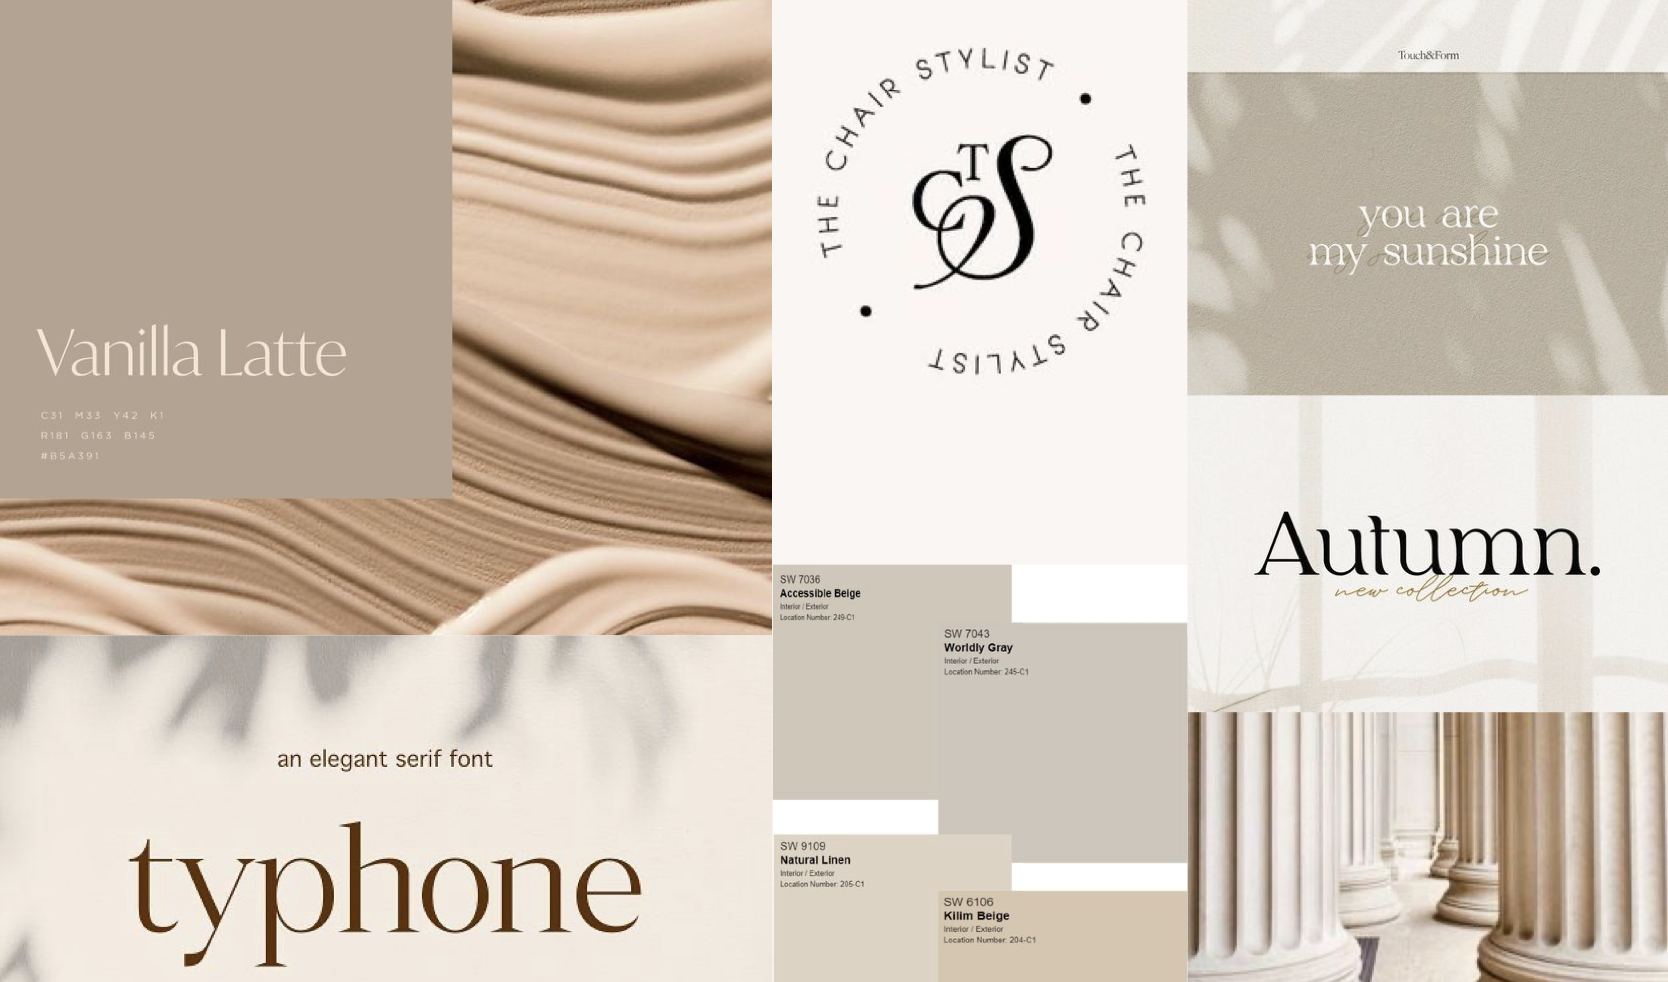 Vanilla Latte
C31 M33 Y42 K1
R181 G163 B145
#B5A391
an elegant serif font
typhone
THE CHAIR STYLIST
THE CHAIR STYLIST
CTS
SW 7036
Accessible Beige
Interior / Exterior
Location Number: 249-C1
SW 7043
Worldly Gray
Interior / Exterior
Location Number: 245-C1
SW 9109
Natural Linen
Interior / Exterior
Location Number: 205-C1
SW 6106
Kilim Beige
Interior / Exterior
Location Number: 204-C1
Touch&Form
you are
my sunshine
Autumn.
new collection